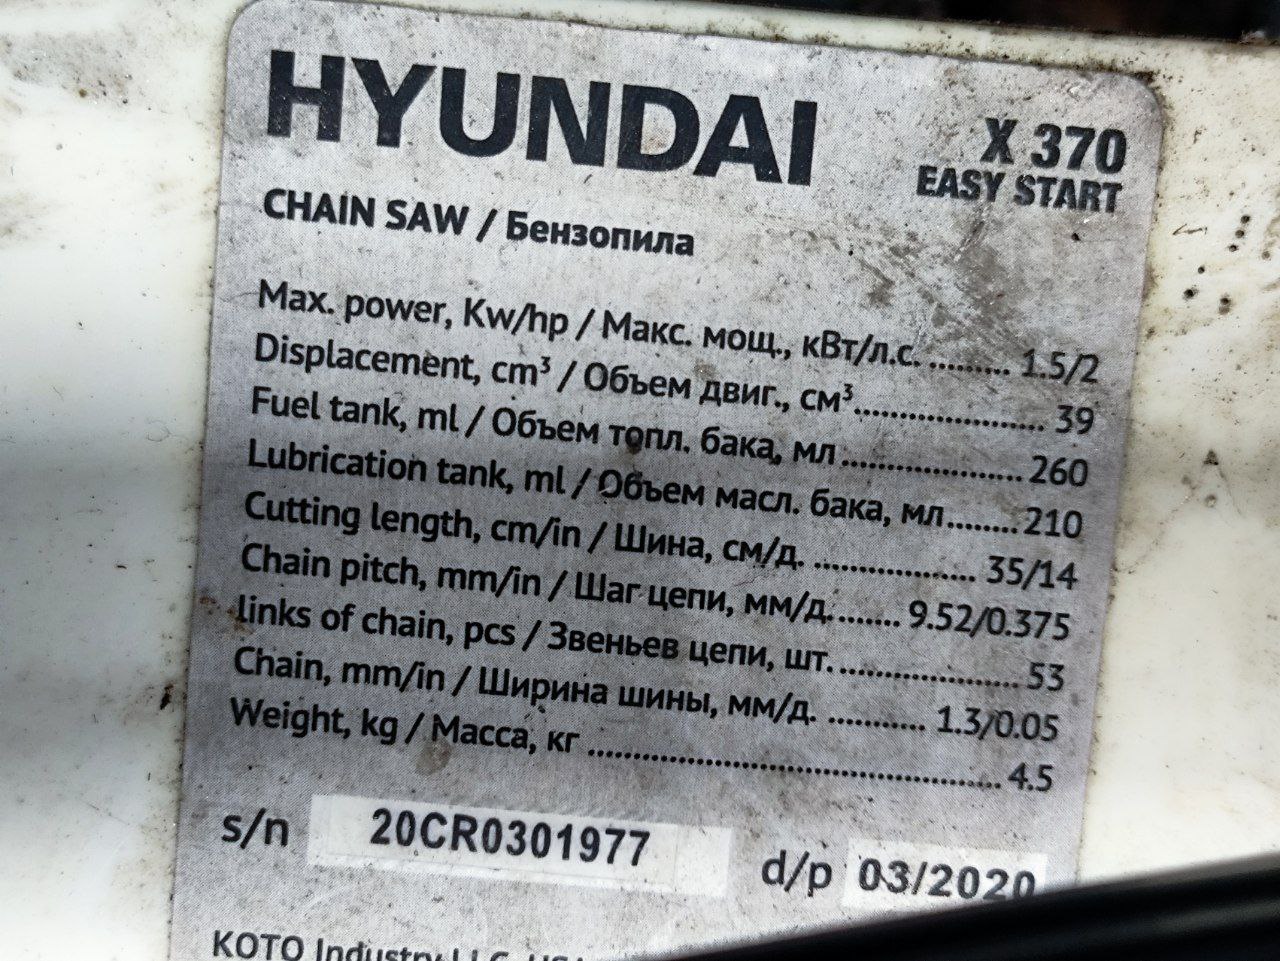 HYUNDAI
X 370
EASY START
CHAIN SAW / Бензопила
Max. power, Kw/hp / Макс. мощ., кВт/л.с. ......... 1.5/2
Displacement, cm³ / Объем двиг., см³...................... 39
Fuel tank, ml / Объем топл. бака, мл ..................... 260
Lubrication tank, ml / Объем масл. бака, мл........ 210
Cutting length, cm/in / Шина, см/д. .................. 35/14
Chain pitch, mm/in / Шаг цепи, мм/д........ 9.52/0.375
links of chain, pcs / Звеньев цепи, шт. ..................... 53
Chain, mm/in / Ширина шины, мм/д. ........... 1.3/0.05
Weight, kg / Масса, кг ................................................ 4.5
s/n 20CR0301977 d/p 03/2020
KOTO Industry LLC, USA